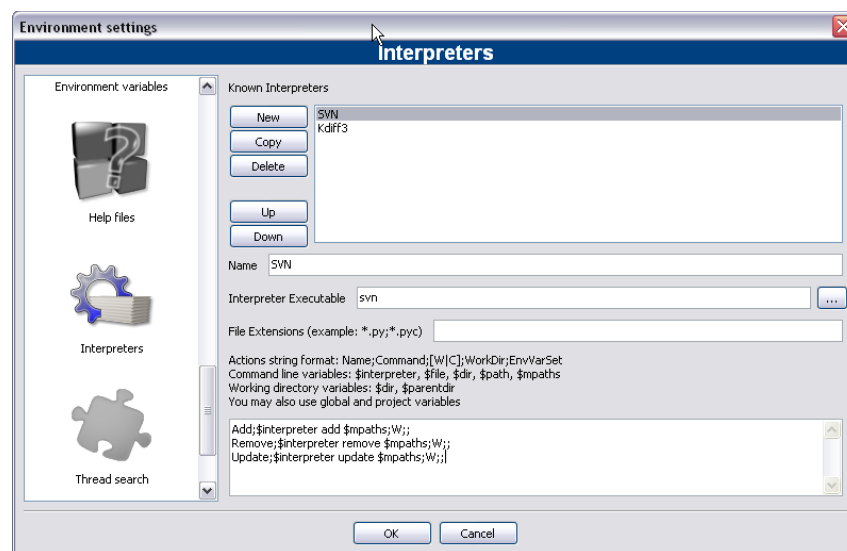 Environment settings
Interpreters
Environment variables
Help files
Interpreters
Thread search
Known Interpreters
New
Copy
Delete
Up
Down
SVN
Kdiff3
Name SVN
Interpreter Executable svn ...
File Extensions (example: *.py;*.pyc)
Actions string format: Name;Command;[W|C];WorkDir;EnvVarSet
Command line variables: $interpreter, $file, $dir, $path, $mpaths
Working directory variables: $dir, $parentdir
You may also use global and project variables
Add;$interpreter add $mpaths;W;;
Remove;$interpreter remove $mpaths;W;;
Update;$interpreter update $mpaths;W;;
OK Cancel